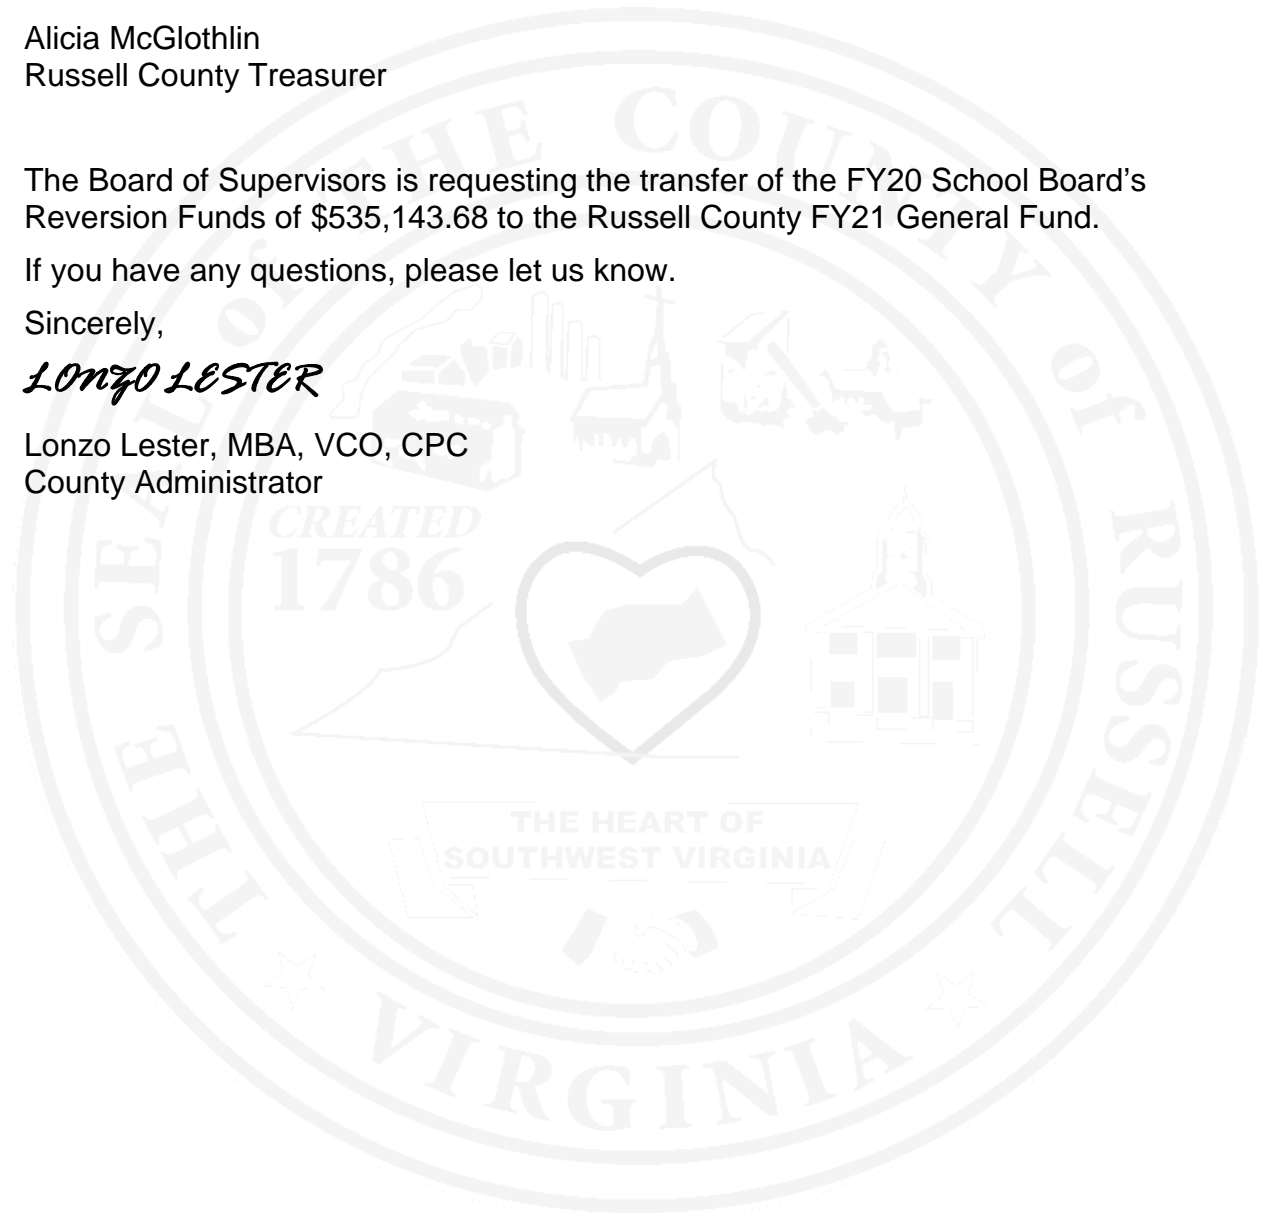 Alicia McGlothlin
Russell County Treasurer
The Board of Supervisors is requesting the transfer of the FY20 School Board’s
Reversion Funds of $535,143.68 to the Russell County FY21 General Fund.
If you have any questions, please let us know.
Sincerely,
LONZO LESTER
Lonzo Lester, MBA, VCO, CPC
County Administrator
THE SEAL of THE COUNTY of RUSSELL
CREATED
1786
THE HEART OF
SOUTHWEST VIRGINIA
VIRGINIA